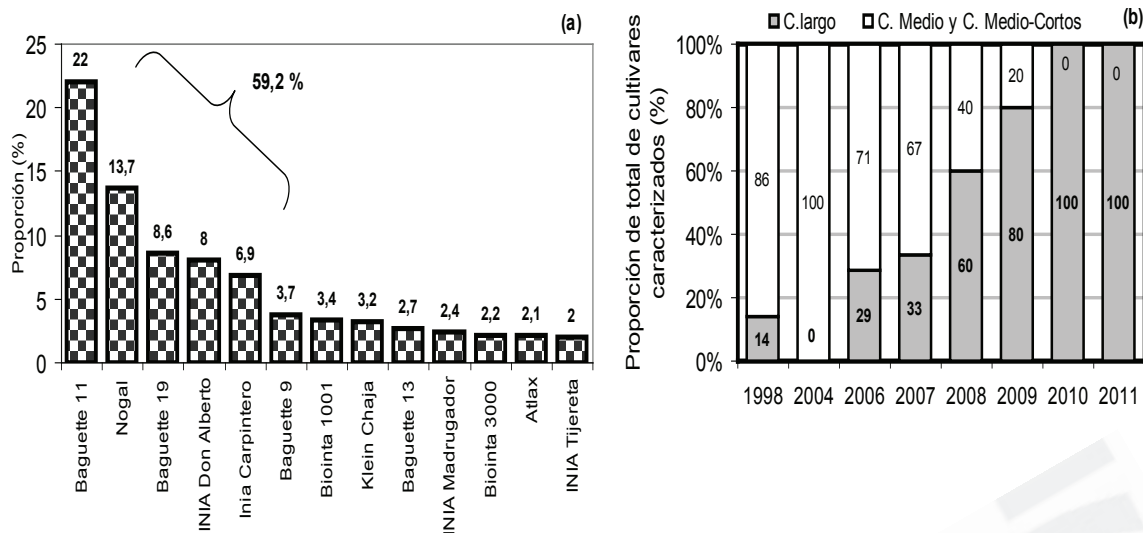 (a)
Proporción (%)
25
20
15
10
5
0
22
13,7
8,6
8
6,9
3,7
3,4
3,2
2,7
2,4
2,2
2,1
2
59,2 %
Baguette 11
Nogal
Baguette 19
INIA Don Alberto
Inia Carpintero
Baguette 9
Biointa 1001
Klein Chaja
Baguette 13
INIA Madrugador
Biointa 3000
Atlax
INIA Tijereta
C.largo
C. Medio y C. Medio-Cortos
(b)
Proporción de total de cultivares
caracterizados (%)
100%
80%
60%
40%
20%
0%
86
14
100
0
71
29
67
33
40
60
20
80
0
100
0
100
1998 2004 2006 2007 2008 2009 2010 2011